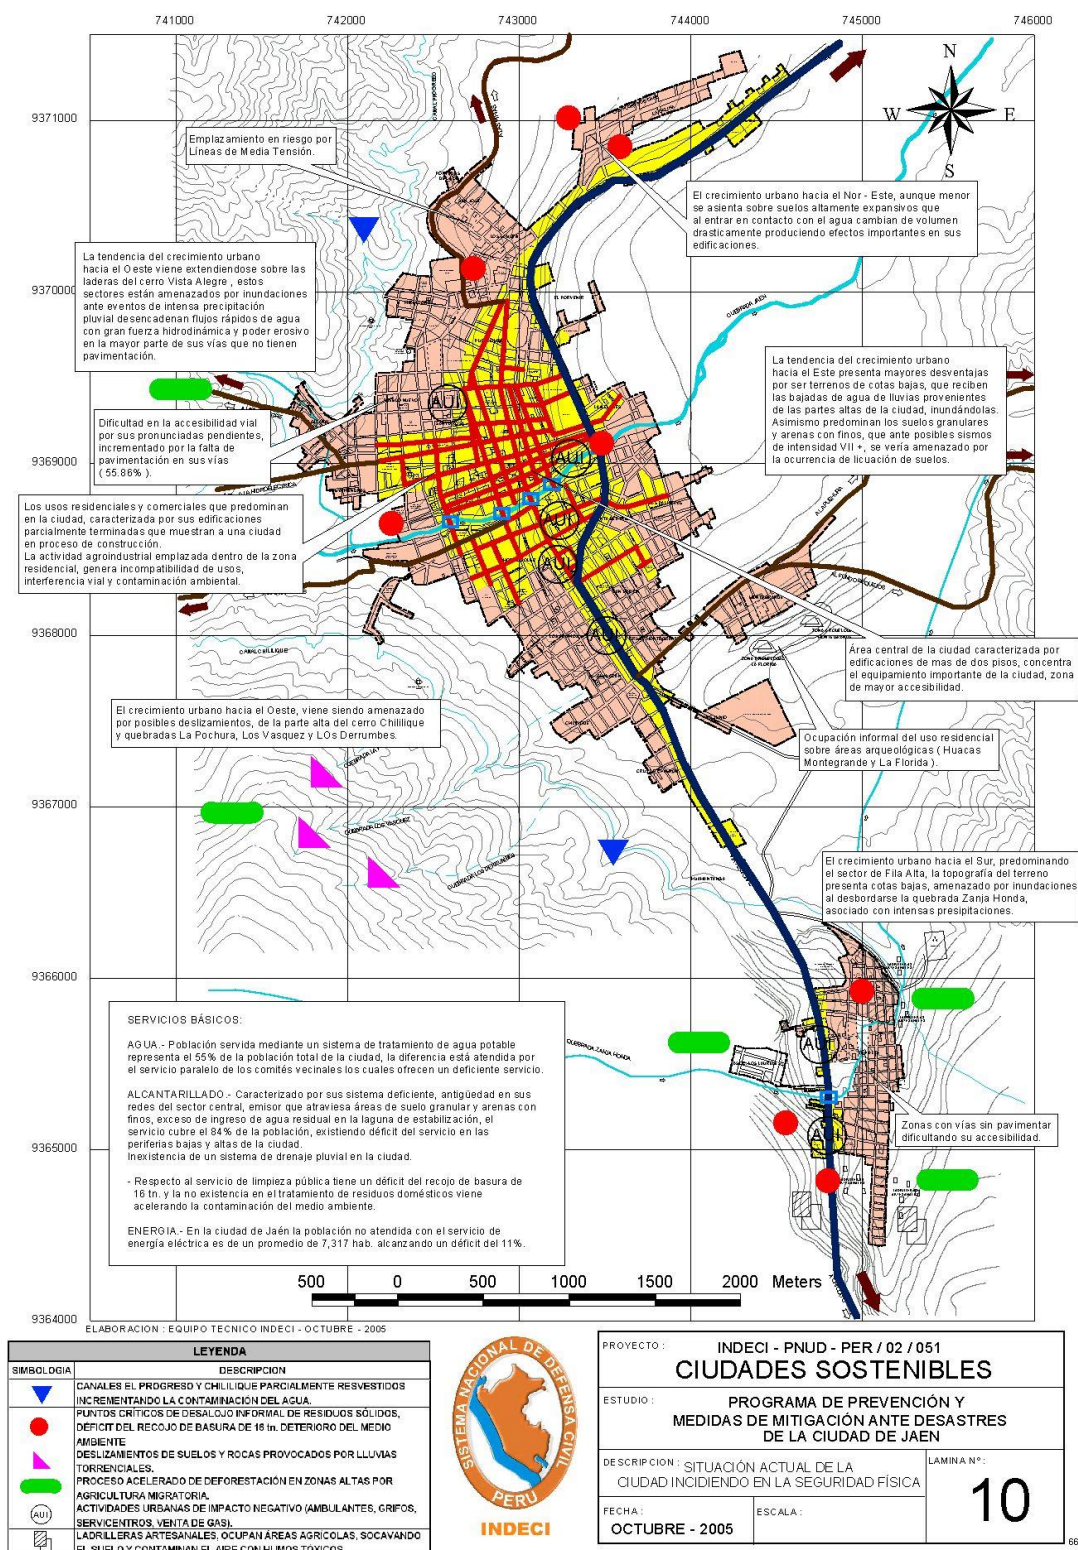 741000 742000 743000 744000 745000 746000
9371000
9370000
9369000
9368000
9367000
9366000
9365000
9364000
N
W E
S
Emplazamiento en riesgo por
Líneas de Media Tensión.
El crecimiento urbano hacia el Nor - Este, aunque menor
se asienta sobre suelos altamente expansivos que
al entrar en contacto con el agua cambian de volumen
drasticamente produciendo efectos importantes en sus
edificaciones.
La tendencia del crecimiento urbano
hacia el Oeste viene extendiendose sobre las
laderas del cerro Vista Alegre , estos
sectores están amenazados por inundaciones
ante eventos de intensa precipitación
pluvial desencadenan flujos rápidos de agua
con gran fuerza hidrodinámica y poder erosivo
en la mayor parte de sus vías que no tienen
pavimentación.
La tendencia del crecimiento urbano
hacia el Este presenta mayores desventajas
por ser terrenos de cotas bajas, que reciben
las bajadas de agua de lluvias provenientes
de las partes altas de la ciudad, inundándolas.
Asimismo predominan los suelos granulares
y arenas con finos, que ante posibles sismos
de intensidad VII +, se vería amenazado por
la ocurrencia de licuación de suelos.
Dificultad en la accesibilidad vial
por sus pronunciadas pendientes,
incrementado por la falta de
pavimentación en sus vías
( 55.86% ).
Los usos residenciales y comerciales que predominan
en la ciudad, caracterizada por sus edificaciones
parcialmente terminadas que muestran a una ciudad
en proceso de construcción.
La actividad agroindustrial emplazada dentro de la zona
residencial, genera incompatibilidad de usos,
interferencia vial y contaminación ambiental.
Área central de la ciudad caracterizada por
edificaciones de mas de dos pisos, concentra
el equipamiento importante de la ciudad, zona
de mayor accesibilidad.
El crecimiento urbano hacia el Oeste, viene siendo amenazado
por posibles deslizamientos, de la parte alta del cerro Chililique
y quebradas La Pochura, Los Vasquez y LOs Derrumbes.
Ocupación informal del uso residencial
sobre áreas arqueológicas ( Huacas
Montegrande y La Florida ).
El crecimiento urbano hacia el Sur, predominando
el sector de Fila Alta, la topografía del terreno
presenta cotas bajas, amenazado por inundaciones
al desbordarse la quebrada Zanja Honda,
asociado con intensas presipitaciones.
Zonas con vías sin pavimentar
dificultando su accesibilidad.
QUEBRADA JAEN
CANAL CHILILIQUE
QUEBRADA LOS VASQUEZ
QUEBRADA LOS DERRUMBES
QUEBRADA ZANJA HONDA
AUI
AUI
AUI
AUI
AUI
AUI
AUI
SERVICIOS BÁSICOS:
AGUA.- Población servida mediante un sistema de tratamiento de agua potable
representa el 55% de la población total de la ciudad, la diferencia está atendida por
el servicio paralelo de los comités vecinales los cuales ofrecen un deficiente servicio.
ALCANTARILLADO.- Caracterizado por sus sistema deficiente, antigüedad en sus
redes del sector central, emisor que atraviesa áreas de suelo granular y arenas con
finos, exceso de ingreso de agua residual en la laguna de estabilización, el
servicio cubre el 84% de la población, existiendo déficit del servicio en las
periferias bajas y altas de la ciudad.
Inexistencia de un sistema de drenaje pluvial en la ciudad.
- Respecto al servicio de limpieza pública tiene un déficit del recojo de basura de
16 tn. y la no existencia en el tratamiento de residuos domésticos viene
acelerando la contaminación del medio ambiente.
ENERGIA.- En la ciudad de Jaén la población no atendida con el servicio de
energía eléctrica es de un promedio de 7,317 hab. alcanzando un déficit del 11%.
500 0 500 1000 1500 2000 Meters
ELABORACION : EQUIPO TECNICO INDECI - OCTUBRE - 2005
LEYENDA
SIMBOLOGIA DESCRIPCION
CANALES EL PROGRESO Y CHILILIQUE PARCIALMENTE RESVESTIDOS
INCREMENTANDO LA CONTAMINACIÓN DEL AGUA.
PUNTOS CRÍTICOS DE DESALOJO INFORMAL DE RESIDUOS SÓLIDOS,
DÉFICIT DEL RECOJO DE BASURA DE 16 tn. DETERIORO DEL MEDIO
AMBIENTE
DESLIZAMIENTOS DE SUELOS Y ROCAS PROVOCADOS POR LLUVIAS
TORRENCIALES.
PROCESO ACELERADO DE DEFORESTACIÓN EN ZONAS ALTAS POR
AGRICULTURA MIGRATORIA.
AUI ACTIVIDADES URBANAS DE IMPACTO NEGATIVO (AMBULANTES, GRIFOS,
SERVICENTROS, VENTA DE GAS).
LADRILLERAS ARTESANALES, OCUPAN ÁREAS AGRICOLAS, SOCAVANDO
EL SUELO Y CONTAMINAN EL AIRE CON HUMOS TÓXICOS
SISTEMA NACIONAL DE DEFENSA CIVIL
PERU
INDECI
PROYECTO : INDECI - PNUD - PER / 02 / 051
CIUDADES SOSTENIBLES
ESTUDIO : PROGRAMA DE PREVENCIÓN Y
MEDIDAS DE MITIGACIÓN ANTE DESASTRES
DE LA CIUDAD DE JAEN
DESCRIPCION : SITUACIÓN ACTUAL DE LA
CIUDAD INCIDIENDO EN LA SEGURIDAD FÍSICA
LAMINA Nº :
10
FECHA :
OCTUBRE - 2005
ESCALA :
66